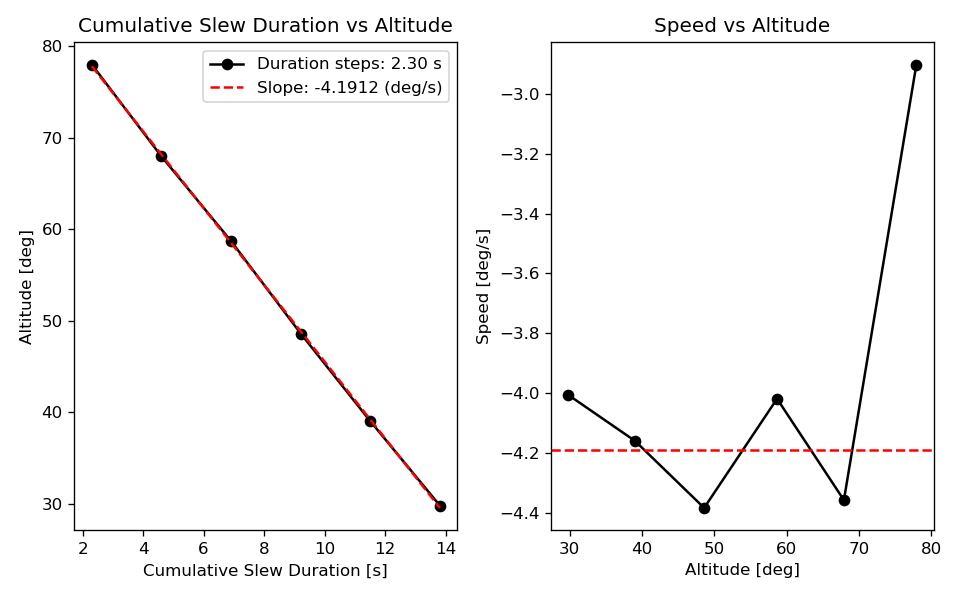 Cumulative Slew Duration vs Altitude
80
70
60
50
40
30
Altitude [deg]
Duration steps: 2.30 s
Slope: -4.1912 (deg/s)
2 4 6 8 10 12 14
Cumulative Slew Duration [s]
Speed vs Altitude
−3.0
−3.2
−3.4
−3.6
−3.8
−4.0
−4.2
−4.4
Speed [deg/s]
30 40 50 60 70 80
Altitude [deg]